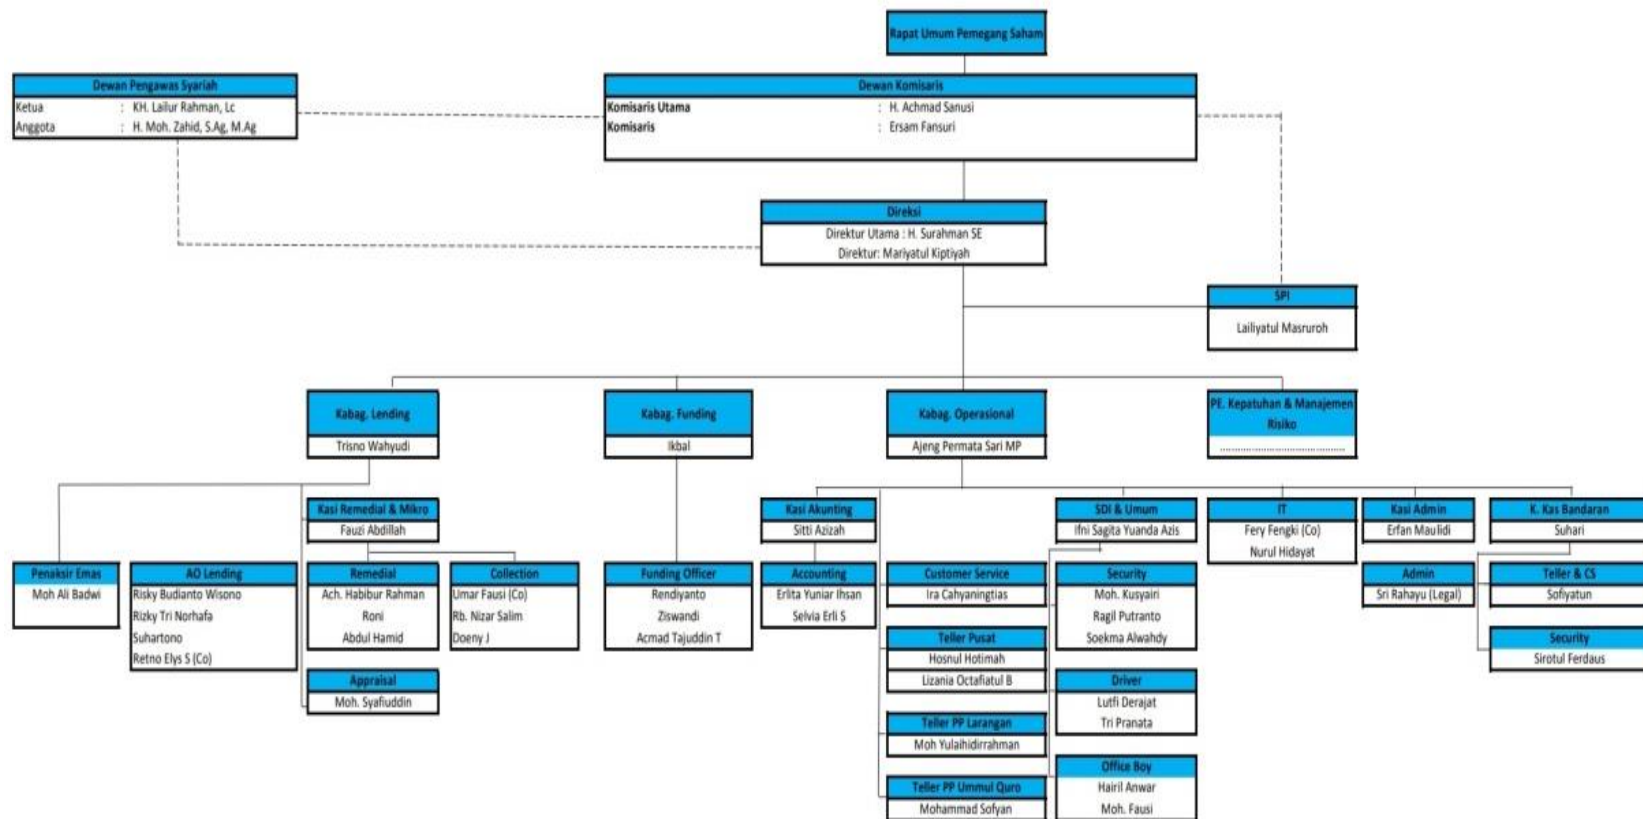 Rapat Umum Pemegang Saham
Dewan Pengawas Syariah
Ketua : KH. Lailur Rahman, Lc
Anggota : H. Moh. Zahid, S.Ag, M.Ag
Dewan Komisaris
Komisaris Utama : H. Achmad Sanusi
Komisaris : Ersam Fansuri
Direksi
Direktur Utama : H. Surahman SE
Direktur: Mariyatul Kiptiyah
SPI
Lailiyatul Masruroh
Kabag. Lending
Trisno Wahyudi
Kabag. Funding
Ikbal
Kabag. Operasional
Ajeng Permata Sari MP
PE. Kepatuhan & Manajemen
Risiko
..........................................
Kasi Remedial & Mikro
Fauzi Abdillah
Kasi Akunting
Sitti Azizah
SDI & Umum
Ifni Sagita Yuanda Azis
IT
Fery Fengki (Co)
Nurul Hidayat
Kasi Admin
Erfan Maulidi
K. Kas Bandaran
Suhari
Penaksir Emas
Moh Ali Badwi
AO Lending
Risky Budianto Wisono
Rizky Tri Norhafa
Suhartono
Retno Elys S (Co)
Remedial
Ach. Habibur Rahman
Roni
Abdul Hamid
Collection
Umar Fausi (Co)
Rb. Nizar Salim
Doeny J
Funding Officer
Rendiyanto
Ziswandi
Acmad Tajuddin T
Accounting
Erlita Yuniar Ihsan
Selvia Erli S
Customer Service
Ira Cahyaningtias
Security
Moh. Kusyairi
Ragil Putranto
Soekma Alwahdy
Admin
Sri Rahayu (Legal)
Teller & CS
Sofiyatun
Teller Pusat
Hosnul Hotimah
Lizania Octafiatul B
Security
Sirotul Ferdaus
Appraisal
Moh. Syafiuddin
Driver
Lutfi Derajat
Tri Pranata
Teller PP Larangan
Moh Yulaihidirrahman
Office Boy
Hairil Anwar
Moh. Fausi
Teller PP Ummul Quro
Mohammad Sofyan